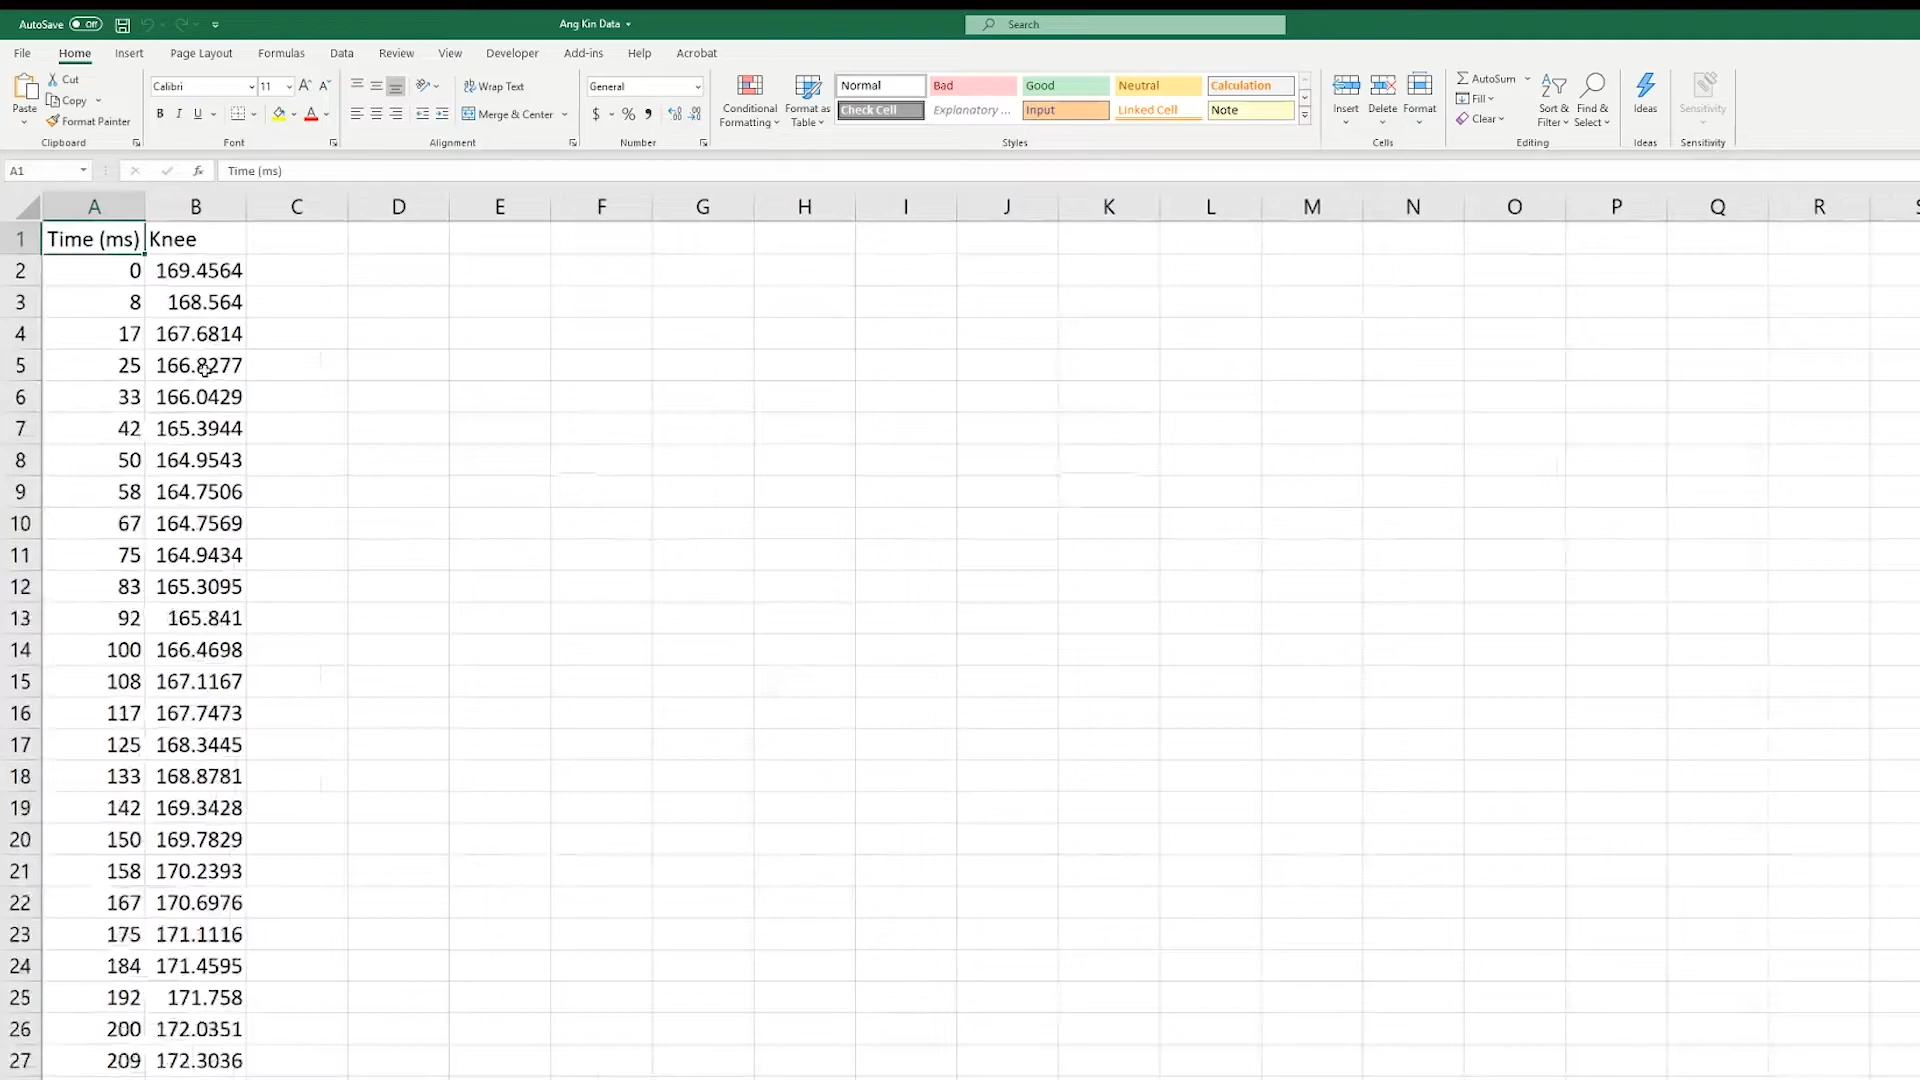 AutoSave Off Ang Kin Data Search
File Home Insert Page Layout Formulas Data Review View Developer Add-ins Help Acrobat
Paste
Cut
Copy
Format Painter
Clipboard
Calibri 11 A A
B I U A
Font
Wrap Text
Merge & Center
Alignment
General
$ % 9
Number
Conditional Formatting
Format as Table
Normal Bad Good Neutral Calculation
Check Cell Explanatory ... Input Linked Cell Note
Styles
Insert Delete Format
Cells
AutoSum
Fill
Clear
Sort & Filter
Find & Select
Editing
Ideas
Ideas
Sensitivity
Sensitivity
A1 fx Time (ms)
A B C D E F G H I J K L M N O P Q R S
1 Time (ms) Knee
2 0 169.4564
3 8 168.564
4 17 167.6814
5 25 166.8277
6 33 166.0429
7 42 165.3944
8 50 164.9543
9 58 164.7506
10 67 164.7569
11 75 164.9434
12 83 165.3095
13 92 165.841
14 100 166.4698
15 108 167.1167
16 117 167.7473
17 125 168.3445
18 133 168.8781
19 142 169.3428
20 150 169.7829
21 158 170.2393
22 167 170.6976
23 175 171.1116
24 184 171.4595
25 192 171.758
26 200 172.0351
27 209 172.3036